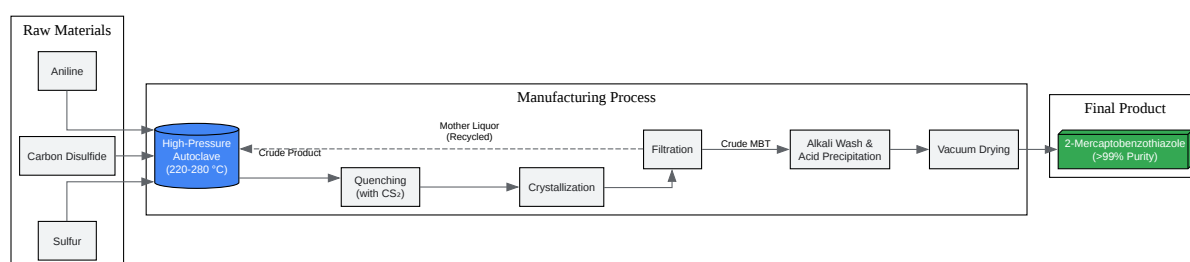 Raw Materials
Aniline
Carbon Disulfide
Sulfur
Manufacturing Process
High-Pressure
Autoclave
(220-280 °C)
Mother Liquor
(Recycled)
Crude Product
Quenching
(with CS₂)
Crystallization
Filtration
Crude MBT
Alkali Wash &
Acid Precipitation
Vacuum Drying
Final Product
2-Mercaptobenzothiazole
(>99% Purity)